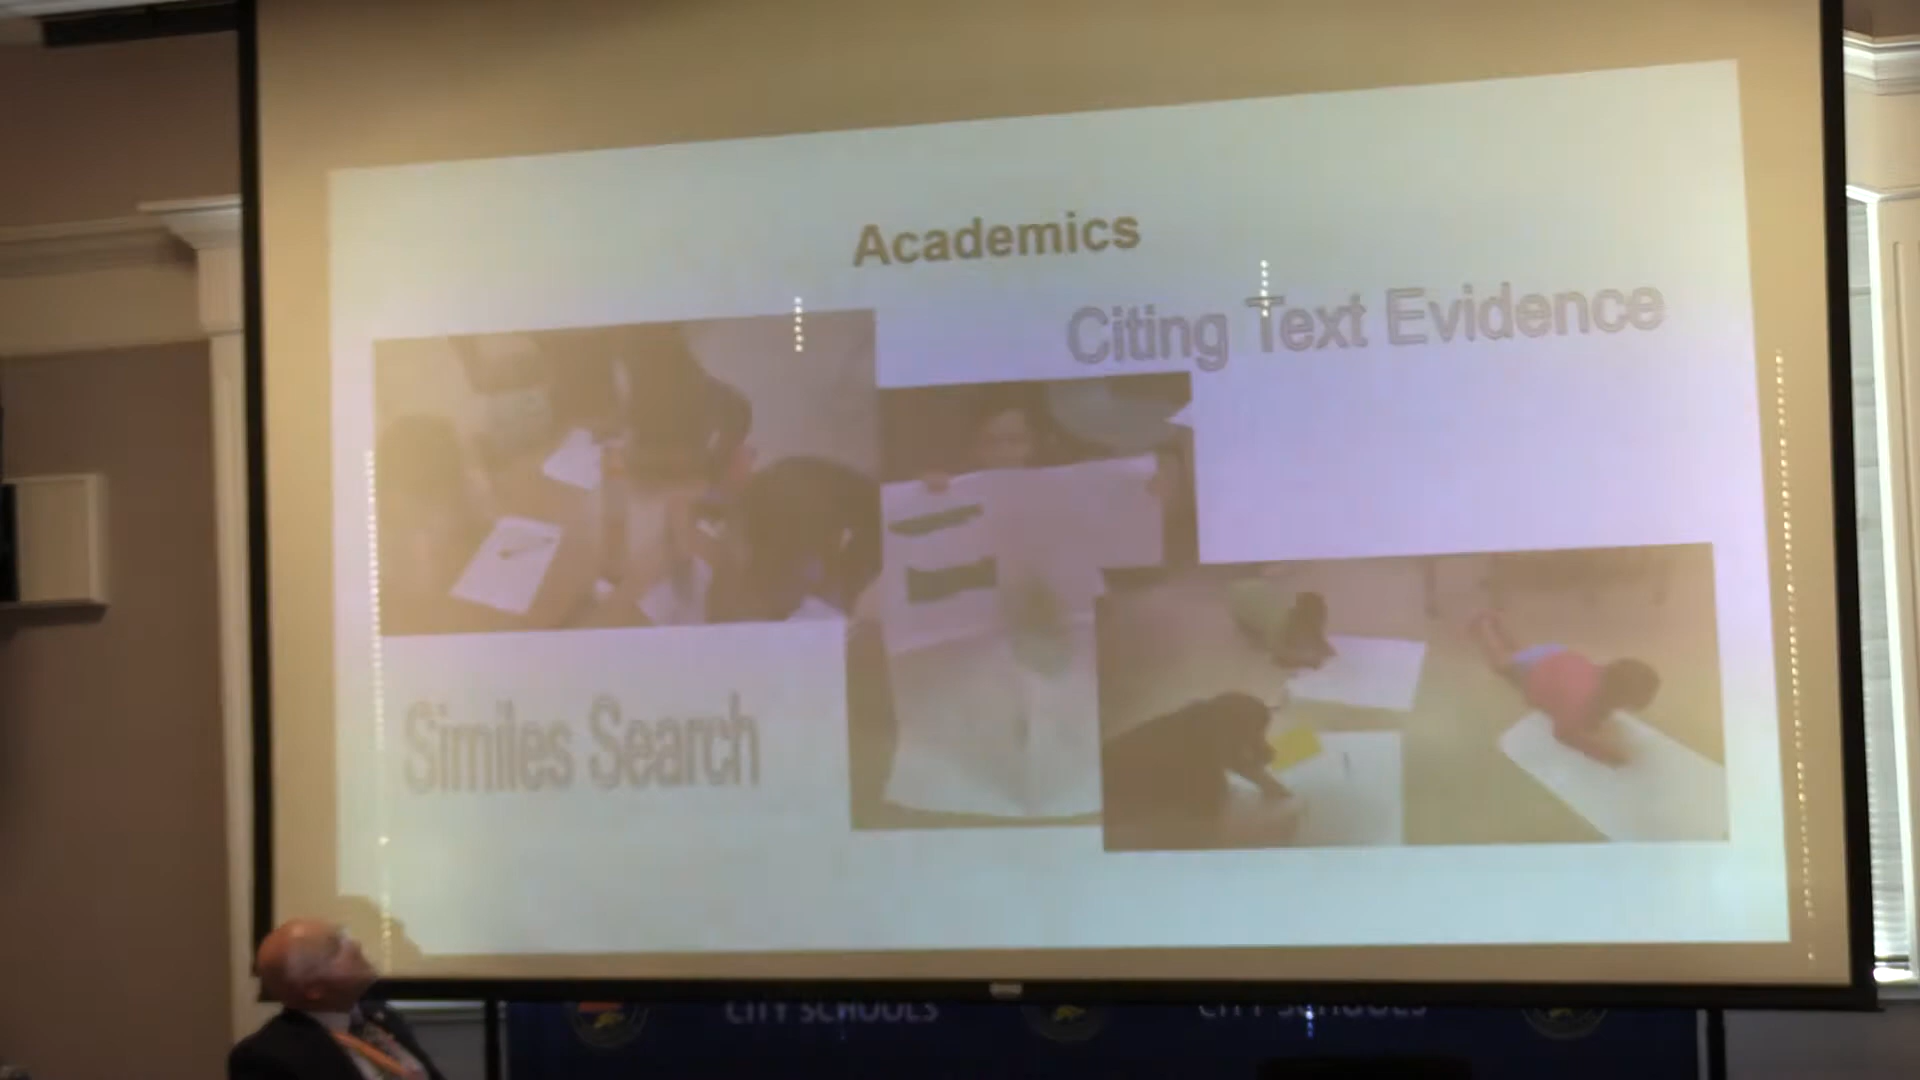 Academics
Citing Text Evidence
Similes Search
CITY SCHOOLS
CITY SCHOOLS